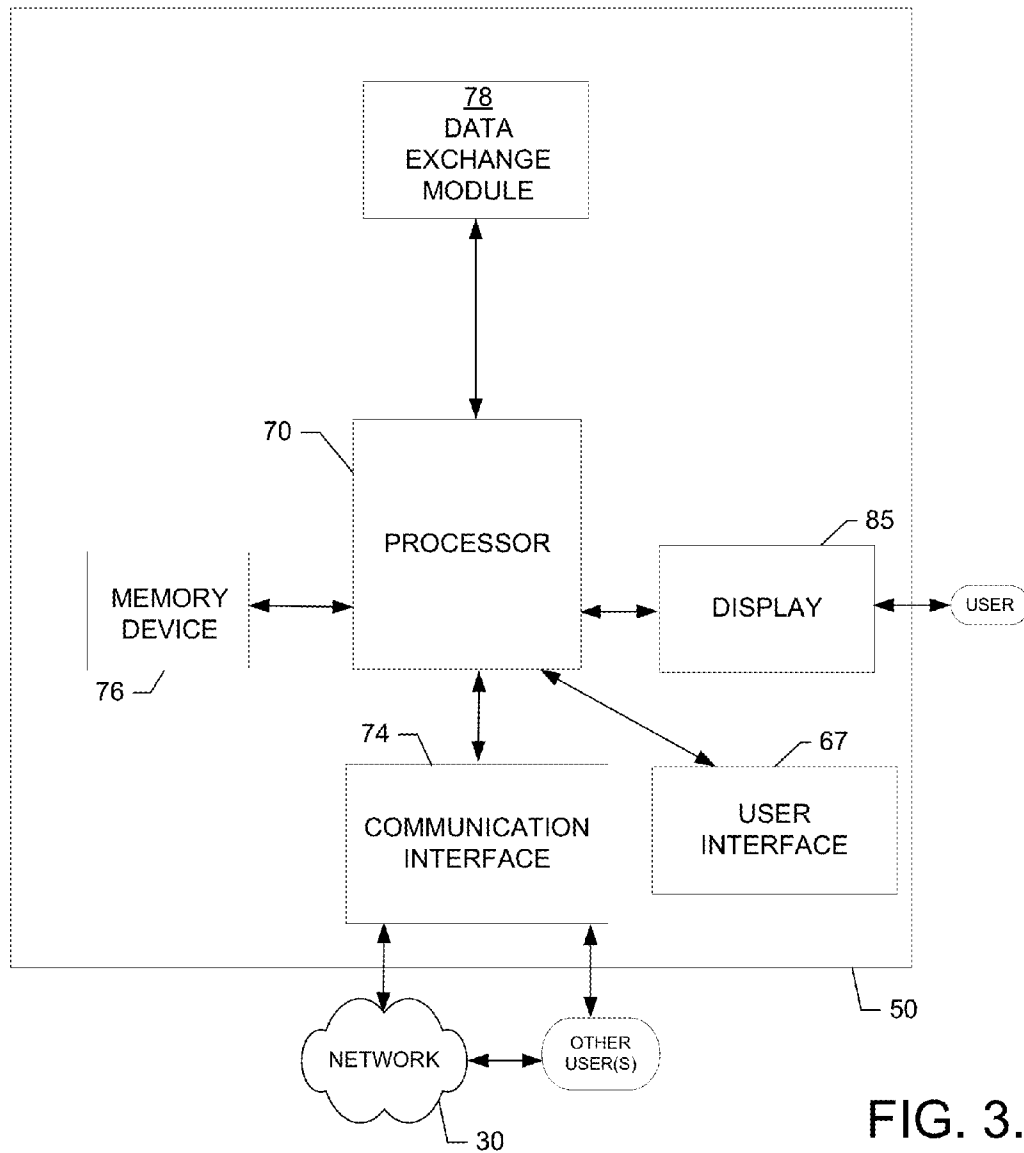 78
DATA
EXCHANGE
MODULE
70
PROCESSOR
85
DISPLAY
USER
MEMORY
DEVICE
76
74
67
COMMUNICATION
INTERFACE
USER
INTERFACE
50
NETWORK
OTHER
USER(S)
30
FIG. 3.